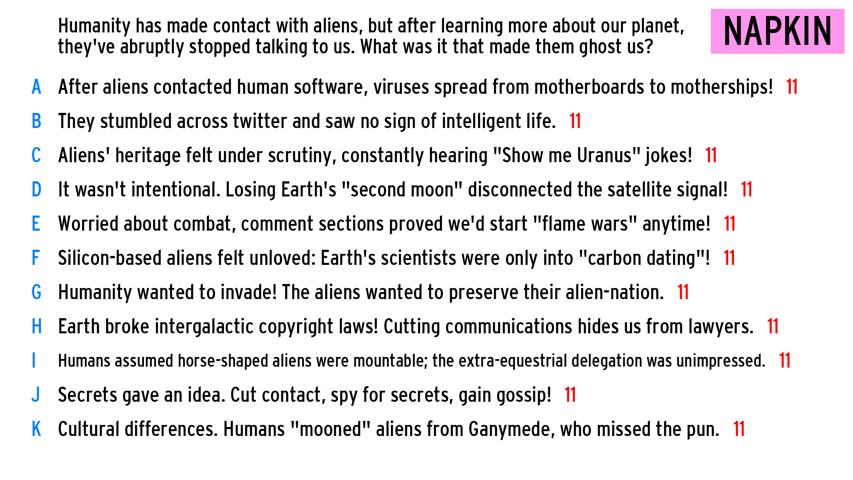 Humanity has made contact with aliens, but after learning more about our planet,
they've abruptly stopped talking to us. What was it that made them ghost us?
NAPKIN
A After aliens contacted human software, viruses spread from motherboards to motherships! 11
B They stumbled across twitter and saw no sign of intelligent life. 11
C Aliens' heritage felt under scrutiny, constantly hearing "Show me Uranus" jokes! 11
D It wasn't intentional. Losing Earth's "second moon" disconnected the satellite signal! 11
E Worried about combat, comment sections proved we'd start "flame wars" anytime! 11
F Silicon-based aliens felt unloved: Earth's scientists were only into "carbon dating"! 11
G Humanity wanted to invade! The aliens wanted to preserve their alien-nation. 11
H Earth broke intergalactic copyright laws! Cutting communications hides us from lawyers. 11
I Humans assumed horse-shaped aliens were mountable; the extra-equestrial delegation was unimpressed. 11
J Secrets gave an idea. Cut contact, spy for secrets, gain gossip! 11
K Cultural differences. Humans "mooned" aliens from Ganymede, who missed the pun. 11